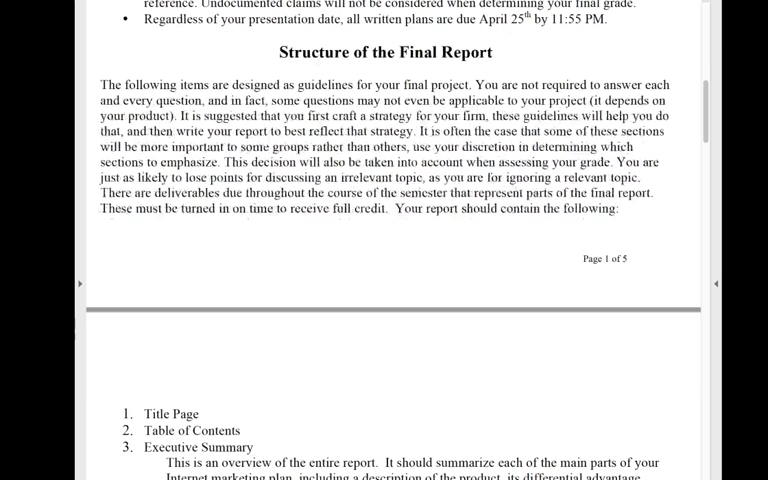 reference. Undocumented claims will not be considered when determining your final grade.
• Regardless of your presentation date, all written plans are due April 25th by 11:55 PM.
Structure of the Final Report
The following items are designed as guidelines for your final project. You are not required to answer each
and every question, and in fact, some questions may not even be applicable to your project (it depends on
your product). It is suggested that you first craft a strategy for your firm, these guidelines will help you do
that, and then write your report to best reflect that strategy. It is often the case that some of these sections
will be more important to some groups rather than others, use your discretion in determining which
sections to emphasize. This decision will also be taken into account when assessing your grade. You are
just as likely to lose points for discussing an irrelevant topic, as you are for ignoring a relevant topic.
There are deliverables due throughout the course of the semester that represent parts of the final report.
These must be turned in on time to receive full credit.  Your report should contain the following:
Page 1 of 5
1. Title Page
2. Table of Contents
3. Executive Summary
This is an overview of the entire report.  It should summarize each of the main parts of your
Internet marketing plan, including a description of the product, its differential advantage,